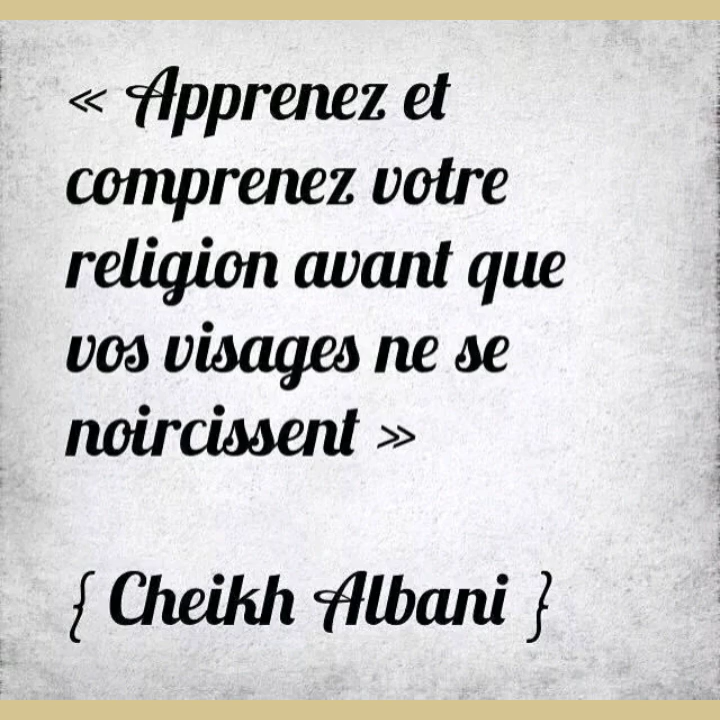 « Apprenez et
comprenez votre
religion avant que
vos visages ne se
noircissent »
{ Cheikh Albani }